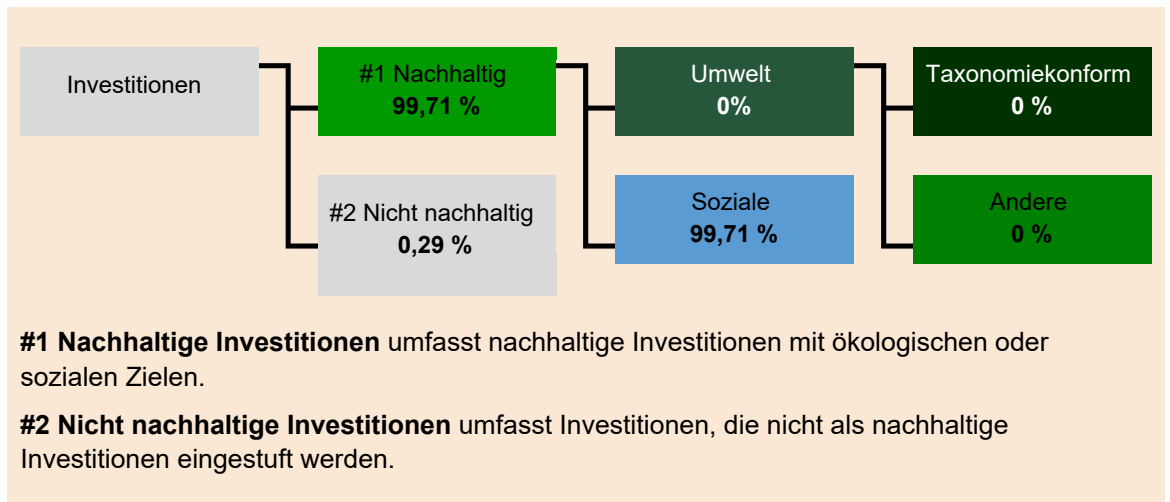 Investitionen
#1 Nachhaltig
99,71 %
Umwelt
0%
Taxonomiekonform
0 %
#2 Nicht nachhaltig
0,29 %
Soziale
99,71 %
Andere
0 %
#1 Nachhaltige Investitionen umfasst nachhaltige Investitionen mit ökologischen oder
sozialen Zielen.
#2 Nicht nachhaltige Investitionen umfasst Investitionen, die nicht als nachhaltige
Investitionen eingestuft werden.